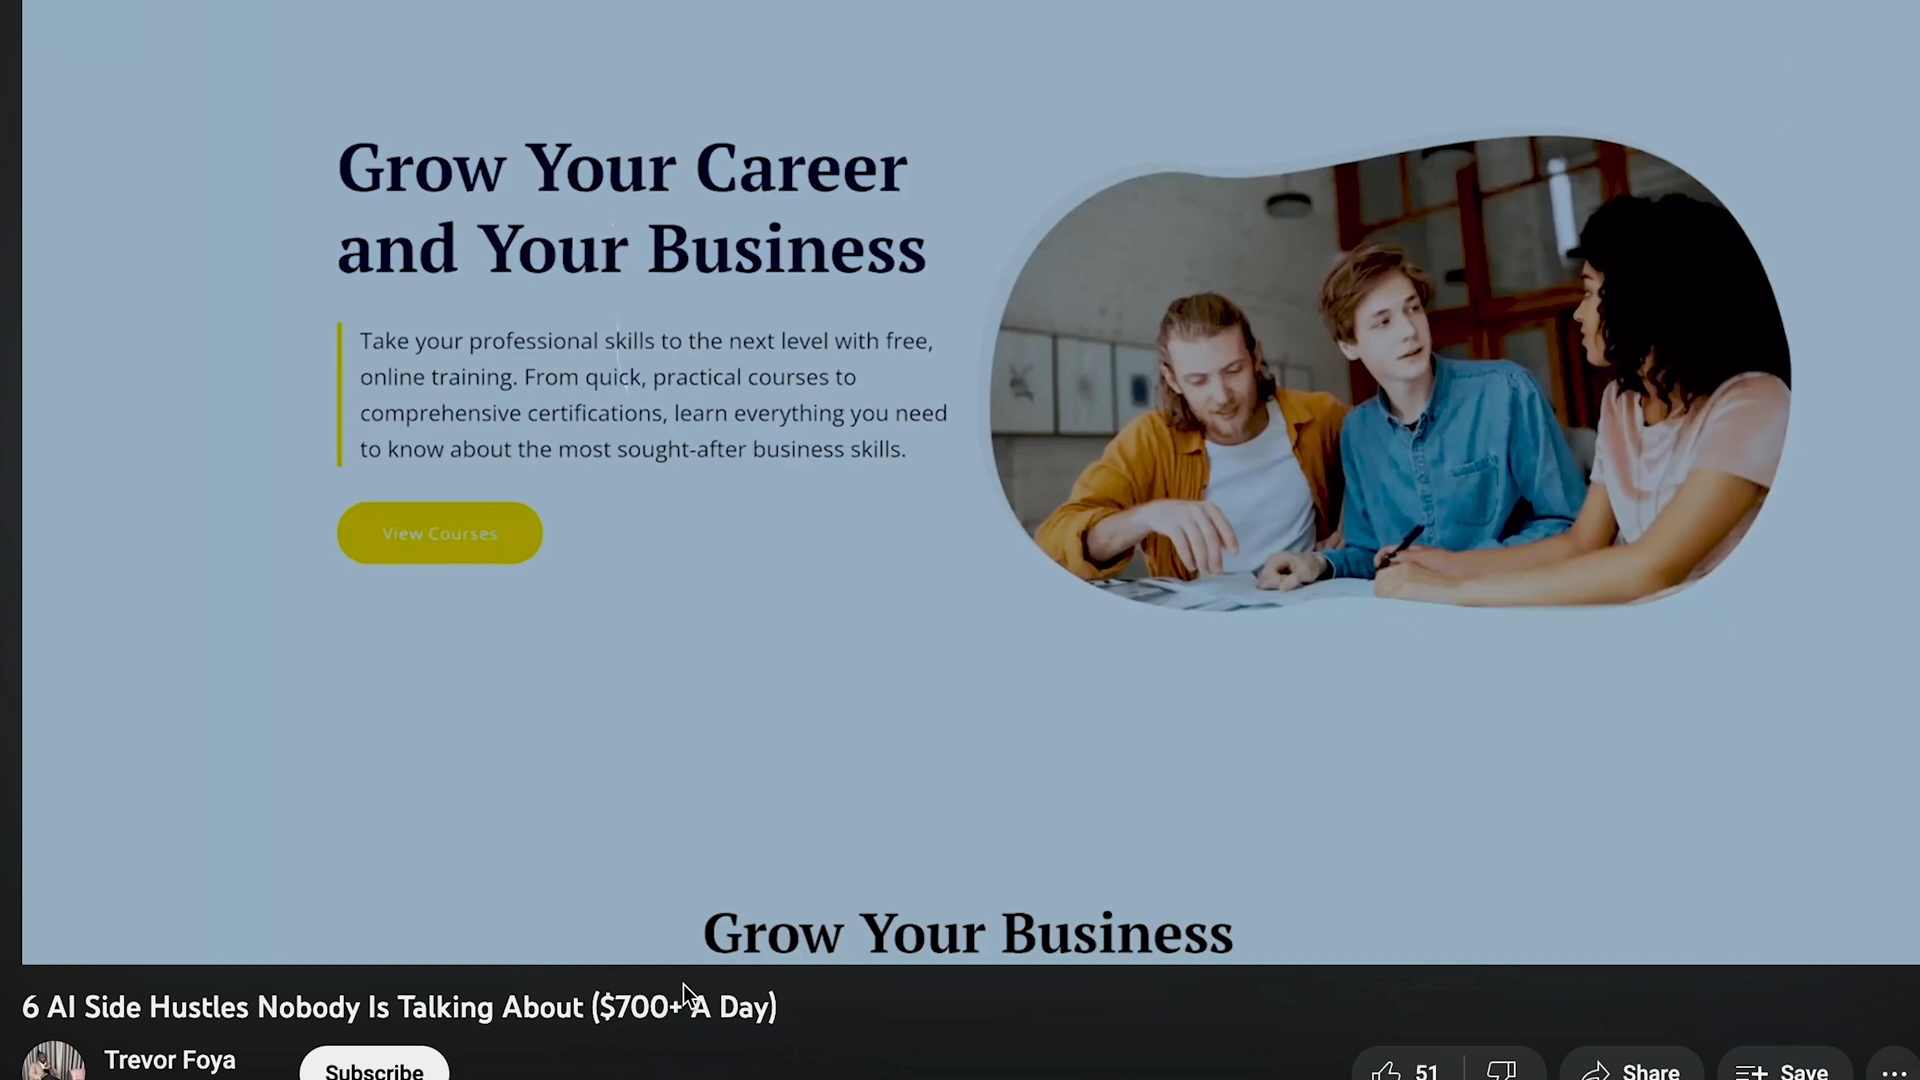 Grow Your Career
and Your Business
Take your professional skills to the next level with free,
online training. From quick, practical courses to
comprehensive certifications, learn everything you need
to know about the most sought-after business skills.
View Courses
Grow Your Business
6 AI Side Hustles Nobody Is Talking About ($700+ A Day)
Trevor Foya
Subscribe
51
Share
Save